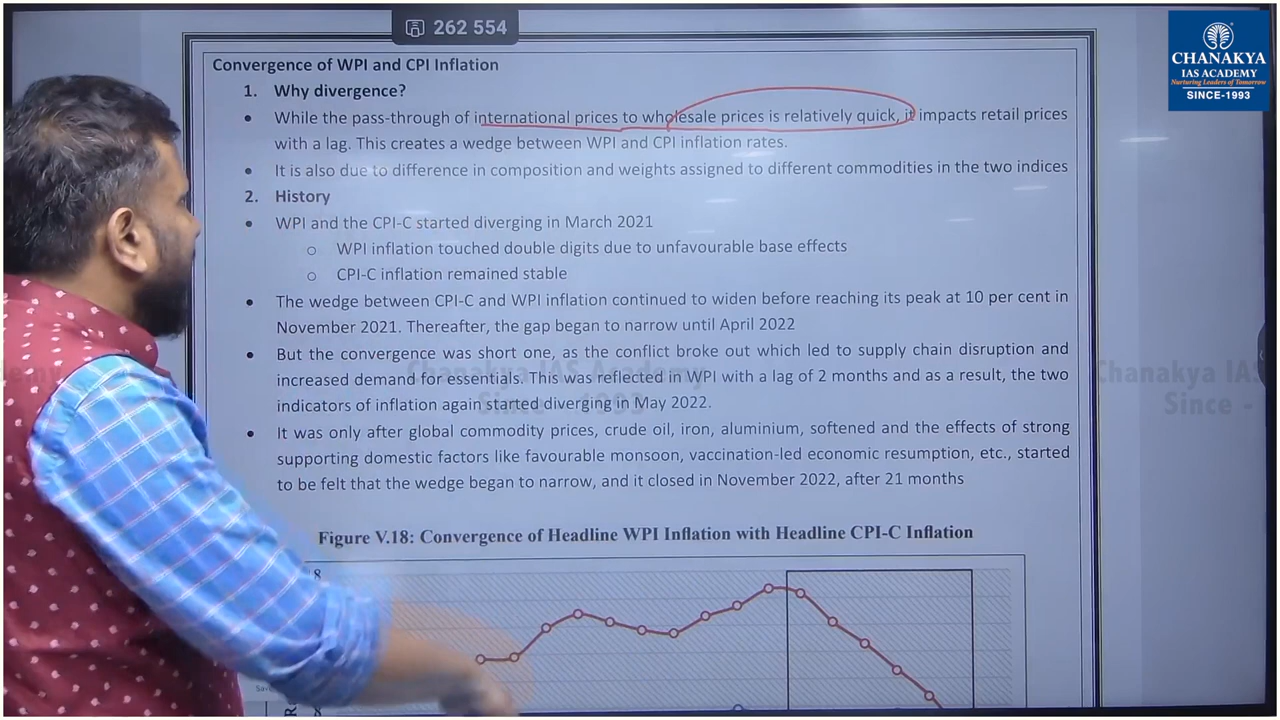 262 554
CHANAKYA
IAS ACADEMY
Nurturing Leaders of Tomorrow
SINCE-1993
Convergence of WPI and CPI Inflation
1. Why divergence?
• While the pass-through of international prices to wholesale prices is relatively quick, it impacts retail prices
with a lag. This creates a wedge between WPI and CPI inflation rates.
• It is also due to difference in composition and weights assigned to different commodities in the two indices
2. History
• WPI and the CPI-C started diverging in March 2021
o WPI inflation touched double digits due to unfavourable base effects
o CPI-C inflation remained stable
• The wedge between CPI-C and WPI inflation continued to widen before reaching its peak at 10 per cent in
November 2021. Thereafter, the gap began to narrow until April 2022
• But the convergence was short one, as the conflict broke out which led to supply chain disruption and
increased demand for essentials. This was reflected in WPI with a lag of 2 months and as a result, the two
indicators of inflation again started diverging in May 2022.
• It was only after global commodity prices, crude oil, iron, aluminium, softened and the effects of strong
supporting domestic factors like favourable monsoon, vaccination-led economic resumption, etc., started
to be felt that the wedge began to narrow, and it closed in November 2022, after 21 months
Chanakya IAS Academy
Since - 1993
Chanakya IAS
Since -
Figure V.18: Convergence of Headline WPI Inflation with Headline CPI-C Inflation
8